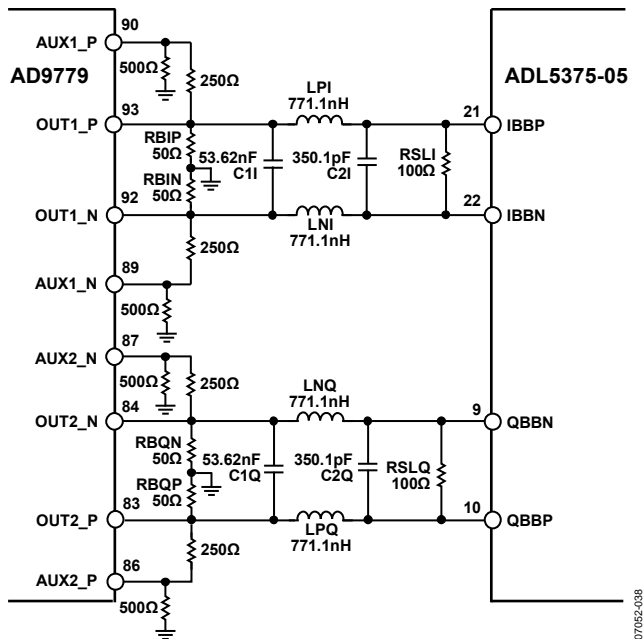 90
AUX1_P
AD9779
500Ω
250Ω
ADL5375-05
LPI
771.1nH
93
21
OUT1_P
IBBP
RBIP
50Ω
53.62nF
C1I
350.1pF
C2I
RSLI
100Ω
RBIN
50Ω
92
22
OUT1_N
IBBN
LNI
771.1nH
250Ω
89
AUX1_N
500Ω
87
AUX2_N
500Ω
250Ω
LNQ
771.1nH
84
9
OUT2_N
QBBN
RBQN
50Ω
53.62nF
C1Q
350.1pF
C2Q
RSLQ
100Ω
RBQP
50Ω
83
10
OUT2_P
QBBP
LPQ
771.1nH
250Ω
86
AUX2_P
500Ω
07052-038